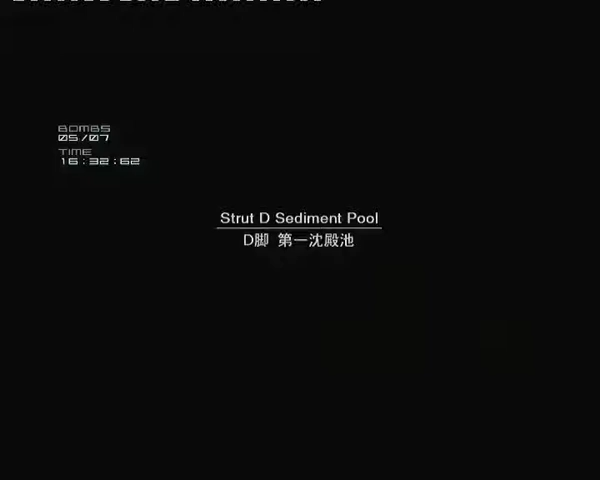 BOMBS
05/07
TIME
16:32:62
Strut D Sediment Pool
D脚 第一沈殿池